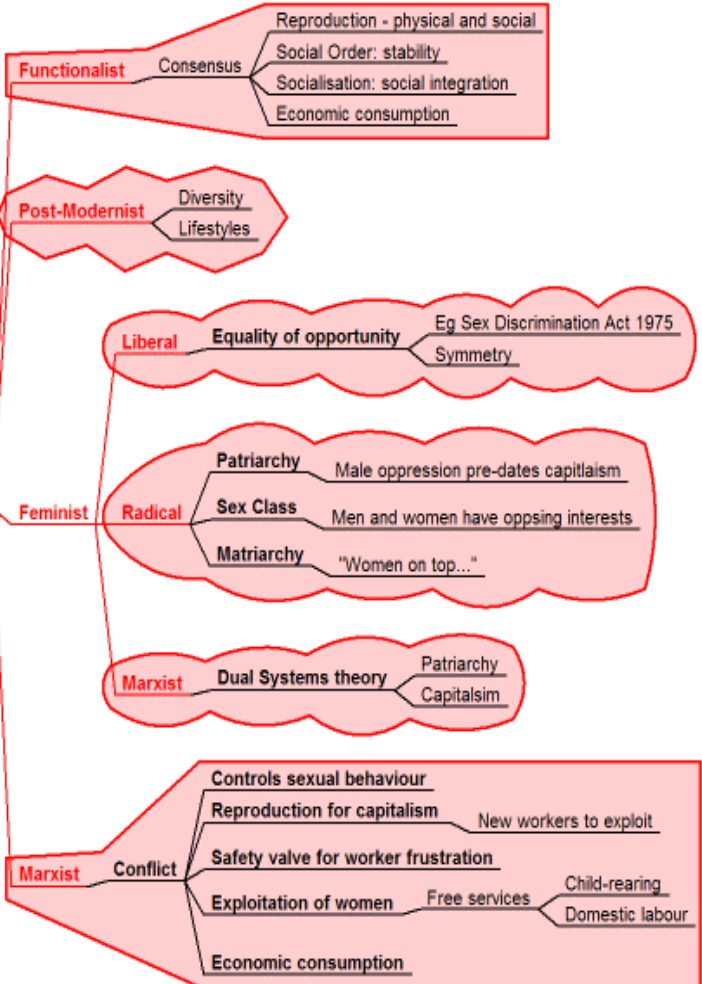 Functionalist
Consensus
Reproduction - physical and social
Social Order: stability
Socialisation: social integration
Economic consumption
Post-Modernist
Diversity
Lifestyles
Feminist
Liberal
Equality of opportunity
Eg Sex Discrimination Act 1975
Symmetry
Radical
Patriarchy
Male oppression pre-dates capitlaism
Sex Class
Men and women have oppsing interests
Matriarchy
"Women on top..."
Marxist
Dual Systems theory
Patriarchy
Capitalsim
Marxist
Conflict
Controls sexual behaviour
Reproduction for capitalism
New workers to exploit
Safety valve for worker frustration
Exploitation of women
Free services
Child-rearing
Domestic labour
Economic consumption